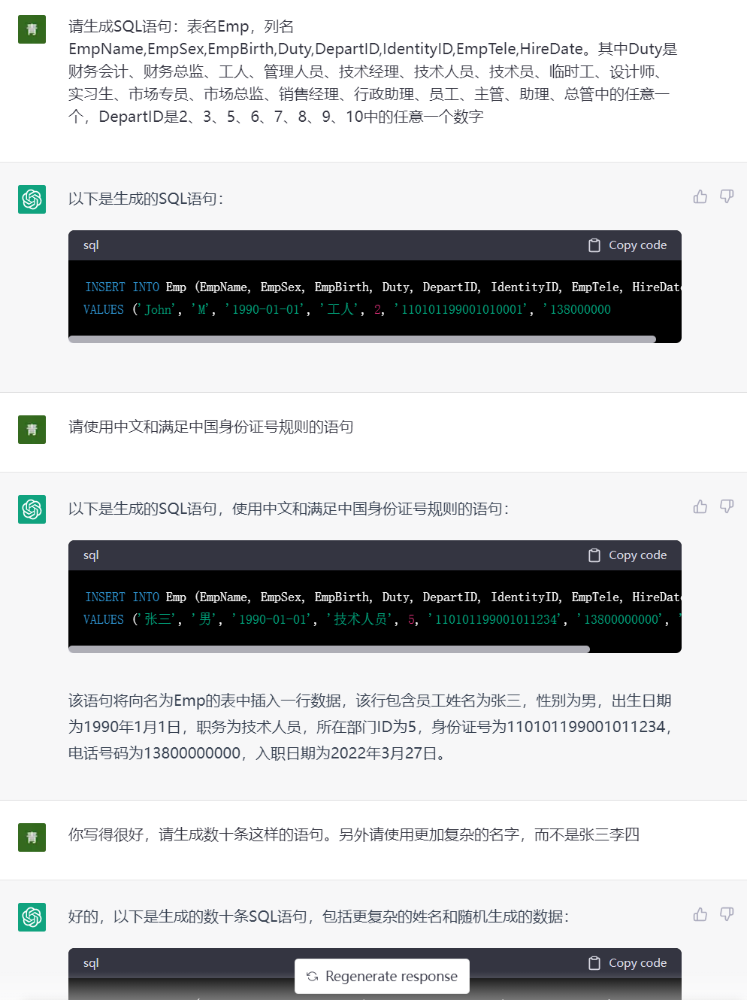 青
请生成SQL语句：表名Emp，列名
EmpName,EmpSex,EmpBirth,Duty,DepartID,IdentityID,EmpTele,HireDate。其中Duty是
财务会计、财务总监、工人、管理人员、技术经理、技术人员、技术员、临时工、设计师、
实习生、市场专员、市场总监、销售经理、行政助理、员工、主管、助理、总管中的任意一
个，DepartID是2、3、5、6、7、8、9、10中的任意一个数字
以下是生成的SQL语句：
sql Copy code
INSERT INTO Emp (EmpName, EmpSex, EmpBirth, Duty, DepartID, IdentityID, EmpTele, HireDate
VALUES ('John', 'M', '1990-01-01', '工人', 2, '110101199001010001', '138000000
青
请使用中文和满足中国身份证号规则的语句
以下是生成的SQL语句，使用中文和满足中国身份证号规则的语句：
sql Copy code
INSERT INTO Emp (EmpName, EmpSex, EmpBirth, Duty, DepartID, IdentityID, EmpTele, HireDate
VALUES ('张三', '男', '1990-01-01', '技术人员', 5, '110101199001011234', '13800000000', '
该语句将向名为Emp的表中插入一行数据，该行包含员工姓名为张三，性别为男，出生日期
为1990年1月1日，职务为技术人员，所在部门ID为5，身份证号为110101199001011234，
电话号码为13800000000，入职日期为2022年3月27日。
青
你写得很好，请生成数十条这样的语句。另外请使用更加复杂的名字，而不是张三李四
好的，以下是生成的数十条SQL语句，包括更复杂的姓名和随机生成的数据：
sql Copy code
Regenerate response